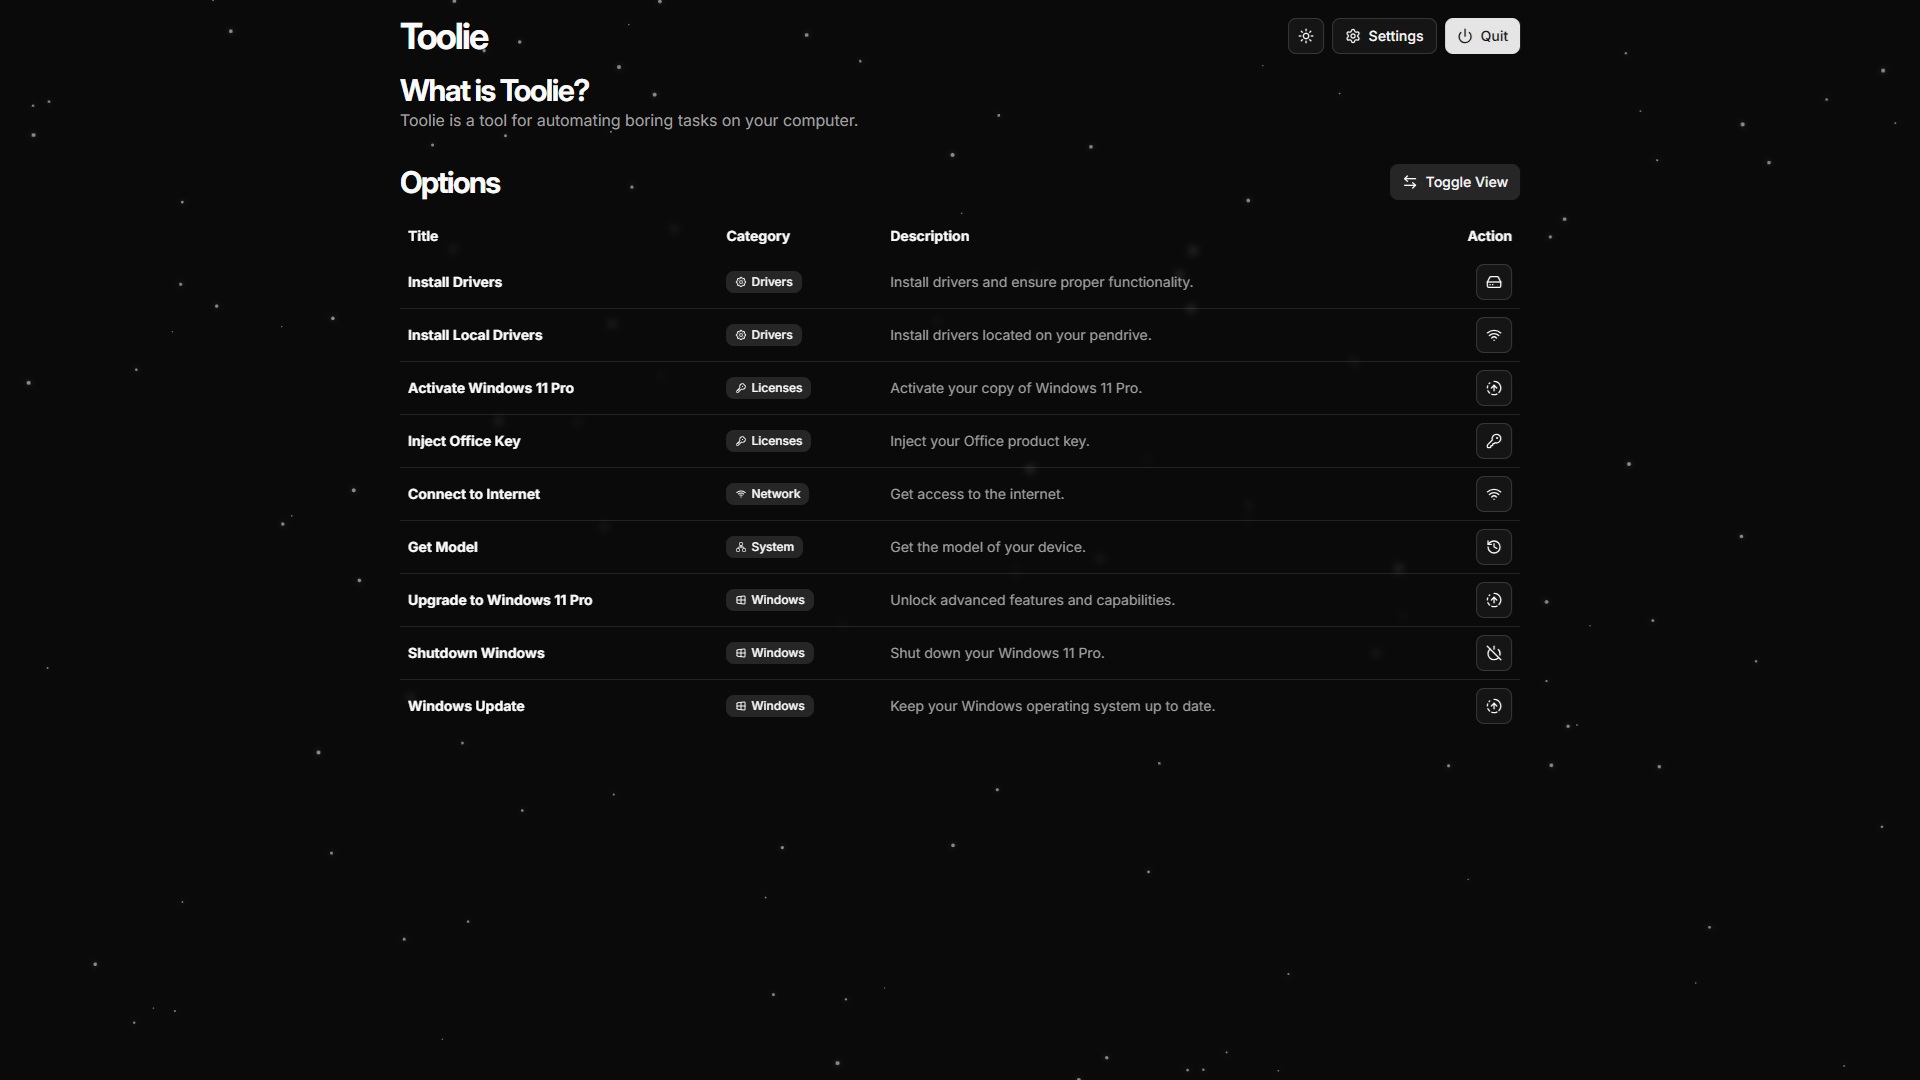 Toolie
Settings
Quit
What is Toolie?
Toolie is a tool for automating boring tasks on your computer.
Options
Toggle View
Title Category Description Action
Install Drivers Drivers Install drivers and ensure proper functionality.
Install Local Drivers Drivers Install drivers located on your pendrive.
Activate Windows 11 Pro Licenses Activate your copy of Windows 11 Pro.
Inject Office Key Licenses Inject your Office product key.
Connect to Internet Network Get access to the internet.
Get Model System Get the model of your device.
Upgrade to Windows 11 Pro Windows Unlock advanced features and capabilities.
Shutdown Windows Windows Shut down your Windows 11 Pro.
Windows Update Windows Keep your Windows operating system up to date.